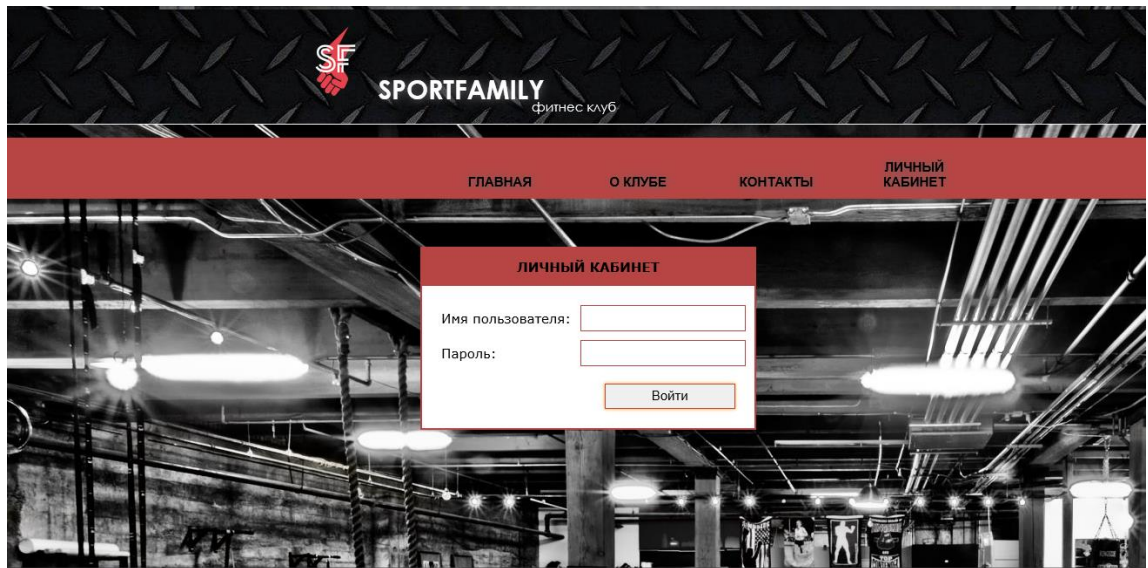 SF
SPORTFAMILY
фитнес клуб
ГЛАВНАЯ
О КЛУБЕ
КОНТАКТЫ
ЛИЧНЫЙ
КАБИНЕТ
ЛИЧНЫЙ КАБИНЕТ
Имя пользователя:
Пароль:
Войти